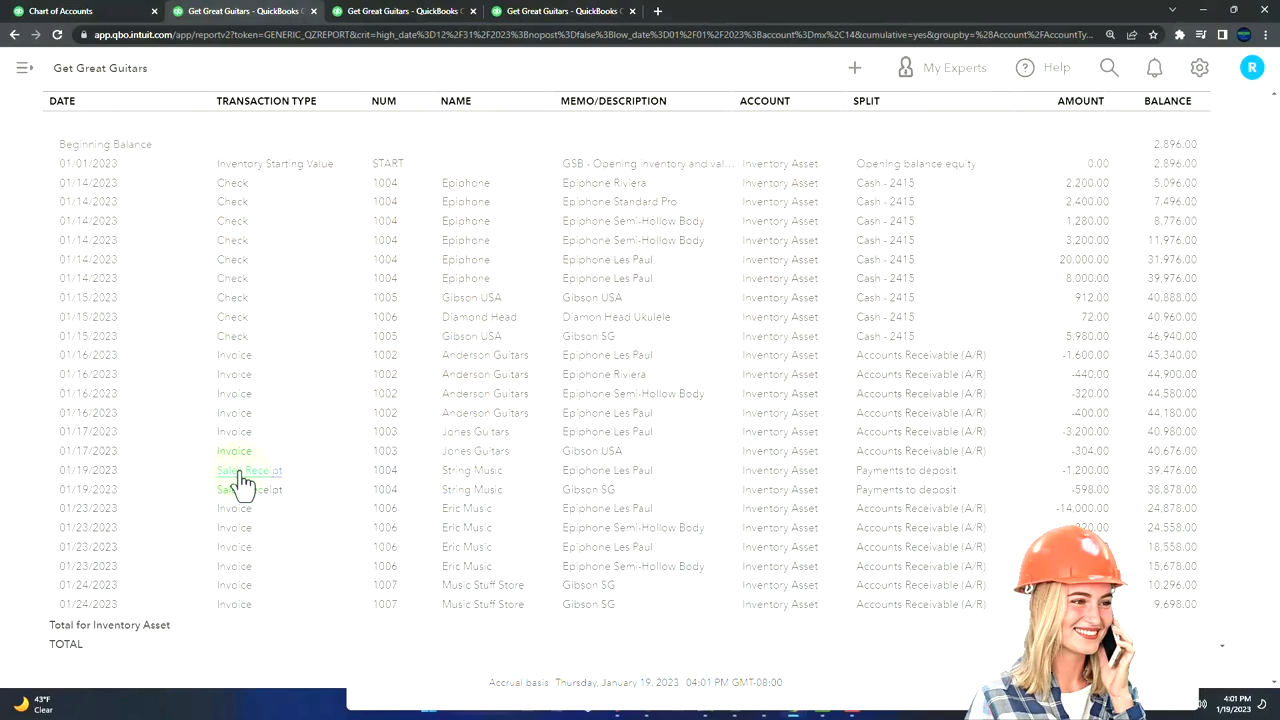 Chart of Accounts
Get Great Guitars - QuickBooks C
Get Great Guitars - QuickBooks C
Get Great Guitars - QuickBooks C
app.qbo.intuit.com/app/reportv2?token=GENERIC_QZREPORT&crit=high_date%3D12%2F31%2F2023%3Bnopost%3Dfalse%3Blow_date%3D01%2F01%2F2023%3Baccount%3Dmx%2C14&cumulative=yes&groupby=%28Account%2CAccountTy...
Get Great Guitars My Experts Help R
DATE TRANSACTION TYPE NUM NAME MEMO/DESCRIPTION ACCOUNT SPLIT AMOUNT BALANCE
Beginning Balance 2,896.00
01/01/2023 Inventory Starting Value START GSB - Opening inventory and val... Inventory Asset Opening balance equity 0.00 2,896.00
01/14/2023 Check 1004 Epiphone Epiphone Riviera Inventory Asset Cash - 2415 2,200.00 5,096.00
01/14/2023 Check 1004 Epiphone Epiphone Standard Pro Inventory Asset Cash - 2415 2,400.00 7,496.00
01/14/2023 Check 1004 Epiphone Epiphone Semi-Hollow Body Inventory Asset Cash - 2415 1,280.00 8,776.00
01/14/2023 Check 1004 Epiphone Epiphone Semi-Hollow Body Inventory Asset Cash - 2415 3,200.00 11,976.00
01/14/2023 Check 1004 Epiphone Epiphone Les Paul Inventory Asset Cash - 2415 20,000.00 31,976.00
01/14/2023 Check 1004 Epiphone Epiphone Les Paul Inventory Asset Cash - 2415 8,000.00 39,976.00
01/15/2023 Check 1005 Gibson USA Gibson USA Inventory Asset Cash - 2415 912.00 40,888.00
01/15/2023 Check 1006 Diamond Head Diamon Head Ukulele Inventory Asset Cash - 2415 72.00 40,960.00
01/15/2023 Check 1005 Gibson USA Gibson SG Inventory Asset Cash - 2415 5,980.00 46,940.00
01/16/2023 Invoice 1002 Anderson Guitars Epiphone Les Paul Inventory Asset Accounts Receivable (A/R) -1,600.00 45,340.00
01/16/2023 Invoice 1002 Anderson Guitars Epiphone Riviera Inventory Asset Accounts Receivable (A/R) -440.00 44,900.00
01/16/2023 Invoice 1002 Anderson Guitars Epiphone Semi-Hollow Body Inventory Asset Accounts Receivable (A/R) -320.00 44,580.00
01/16/2023 Invoice 1002 Anderson Guitars Epiphone Les Paul Inventory Asset Accounts Receivable (A/R) -400.00 44,180.00
01/17/2023 Invoice 1003 Jones Guitars Epiphone Les Paul Inventory Asset Accounts Receivable (A/R) -3,200.00 40,980.00
01/17/2023 Invoice 1003 Jones Guitars Gibson USA Inventory Asset Accounts Receivable (A/R) -304.00 40,676.00
01/19/2023 Sales Receipt 1004 String Music Epiphone Les Paul Inventory Asset Payments to deposit -1,200.00 39,476.00
01/19/2023 Sales Receipt 1004 String Music Gibson SG Inventory Asset Payments to deposit -598.00 38,878.00
01/23/2023 Invoice 1006 Eric Music Epiphone Les Paul Inventory Asset Accounts Receivable (A/R) -14,000.00 24,878.00
01/23/2023 Invoice 1006 Eric Music Epiphone Semi-Hollow Body Inventory Asset Accounts Receivable (A/R) 24,558.00
01/23/2023 Invoice 1006 Eric Music Epiphone Les Paul Inventory Asset Accounts Receivable (A/R) 18,558.00
01/23/2023 Invoice 1006 Eric Music Epiphone Semi-Hollow Body Inventory Asset Accounts Receivable (A/R) 15,678.00
01/24/2023 Invoice 1007 Music Stuff Store Gibson SG Inventory Asset Accounts Receivable (A/R) 10,296.00
01/24/2023 Invoice 1007 Music Stuff Store Gibson SG Inventory Asset Accounts Receivable (A/R) 9,698.00
Total for Inventory Asset
TOTAL
Accrual basis Thursday, January 19, 2023 04:01 PM GMT-08:00
43°F
Clear
4:01 PM
1/19/2023